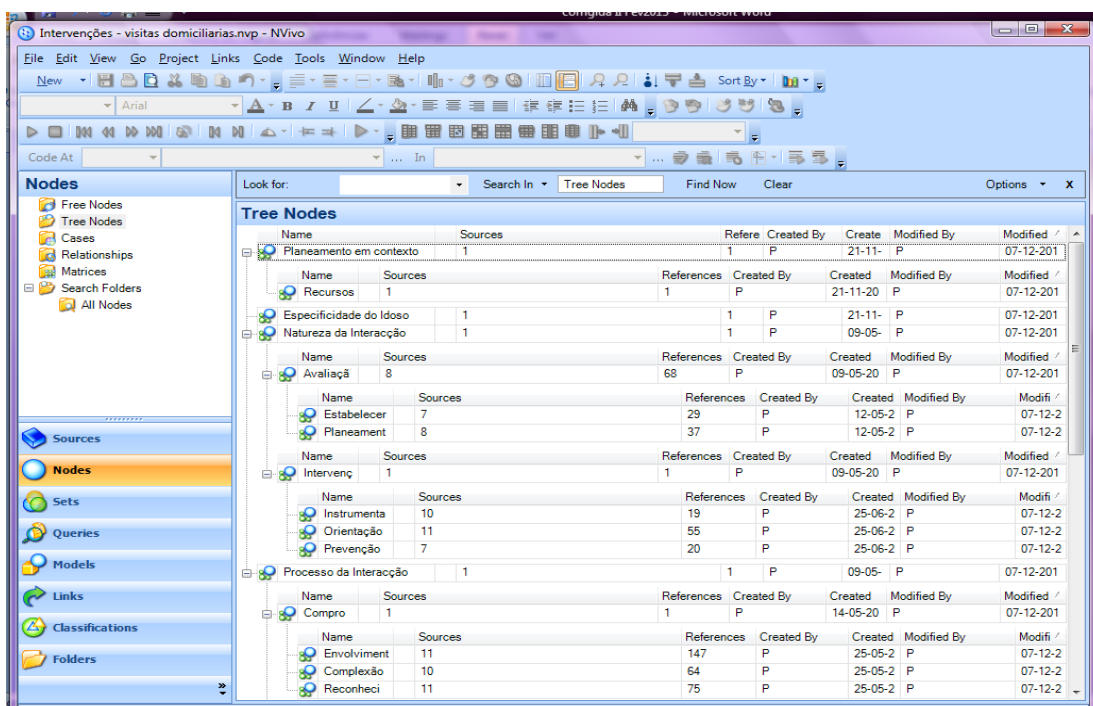 corrigida II Fev2013 - Microsoft Word
Intervenções - visitas domiciliarias.nvp - NVivo
File Edit View Go Project Links Code Tools Window Help
New Sort By
Arial A B I U
Code At In
Nodes
Free Nodes
Tree Nodes
Cases
Relationships
Matrices
Search Folders
All Nodes
Sources
Nodes
Sets
Queries
Models
Links
Classifications
Folders
Look for: Search In Tree Nodes Find Now Clear Options x
Tree Nodes
Name Sources Refere Created By Create Modified By Modified
Planeamento em contexto 1 1 P 21-11- P 07-12-201
Name Sources References Created By Created Modified By Modified
Recursos 1 1 P 21-11-20 P 07-12-201
Especificidade do Idoso 1 1 P 21-11- P 07-12-201
Natureza da Interacção 1 1 P 09-05- P 07-12-201
Name Sources References Created By Created Modified By Modified
Avaliaçã 8 68 P 09-05-20 P 07-12-201
Name Sources References Created By Created Modified By Modifi
Estabelecer 7 29 P 12-05-2 P 07-12-2
Planeament 8 37 P 12-05-2 P 07-12-2
Name Sources References Created By Created Modified By Modified
Intervenç 1 1 P 09-05-20 P 07-12-201
Name Sources References Created By Created Modified By Modifi
Instrumenta 10 19 P 25-06-2 P 07-12-2
Orientação 11 55 P 25-06-2 P 07-12-2
Prevenção 7 20 P 25-06-2 P 07-12-2
Processo da Interacção 1 1 P 09-05- P 07-12-201
Name Sources References Created By Created Modified By Modified
Compro 1 1 P 14-05-20 P 07-12-201
Name Sources References Created By Created Modified By Modifi
Envolviment 11 147 P 25-05-2 P 07-12-2
Complexão 10 64 P 25-05-2 P 07-12-2
Reconheci 11 75 P 25-05-2 P 07-12-2